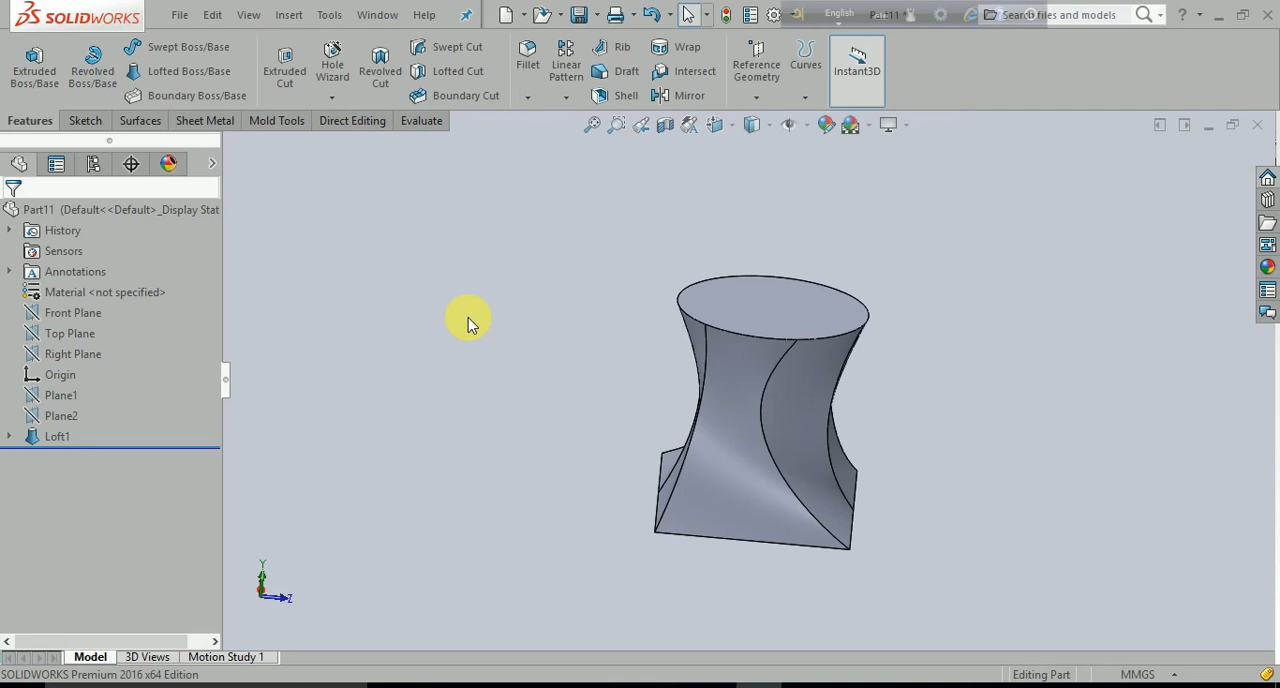 SOLIDWORKS File Edit View Insert Tools Window Help English Part11 * Search files and models ?
Extruded Boss/Base
Revolved Boss/Base
Swept Boss/Base
Lofted Boss/Base
Boundary Boss/Base
Extruded Cut
Hole Wizard
Revolved Cut
Swept Cut
Lofted Cut
Boundary Cut
Fillet
Linear Pattern
Rib
Draft
Shell
Wrap
Intersect
Mirror
Reference Geometry
Curves
Instant3D
Features Sketch Surfaces Sheet Metal Mold Tools Direct Editing Evaluate
Part11 (Default<<Default>_Display Stat
History
Sensors
Annotations
Material <not specified>
Front Plane
Top Plane
Right Plane
Origin
Plane1
Plane2
Loft1
Y
Z
Model 3D Views Motion Study 1
SOLIDWORKS Premium 2016 x64 Edition Editing Part MMGS